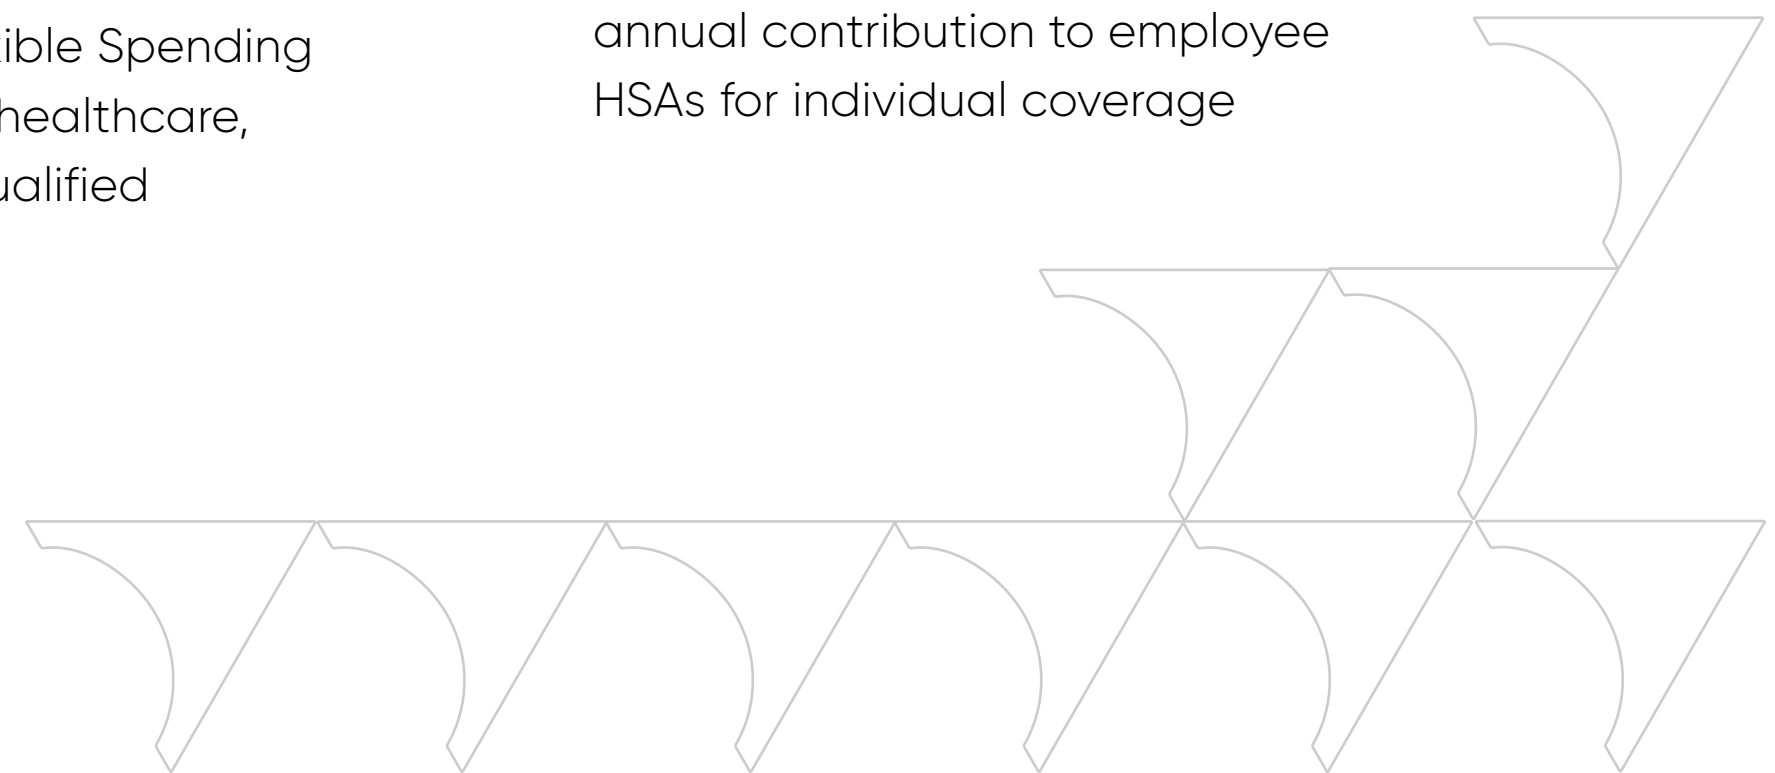 ible Spending
healthcare,
ualified
annual contribution to employee
HSAs for individual coverage